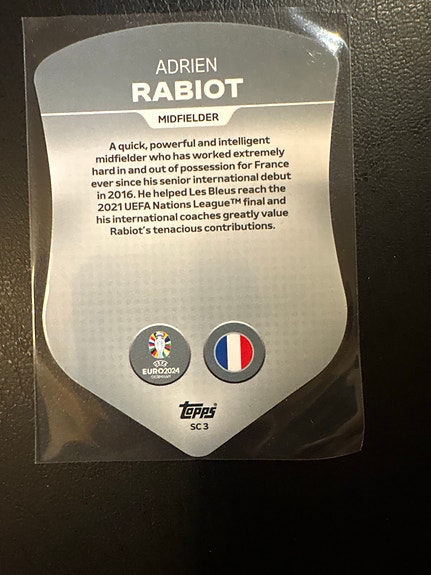 ADRIEN
RABIOT
MIDFIELDER
A quick, powerful and intelligent
midfielder who has worked extremely
hard in and out of possession for France
ever since his senior international debut
in 2016. He helped Les Bleus reach the
2021 UEFA Nations League™ final and
his international coaches greatly value
Rabiot's tenacious contributions.
UEFA
EURO2024
GERMANY
Topps
SC 3